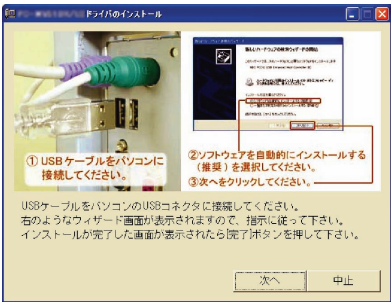 ドライバのインストール
① USBケーブルをパソコンに
接続してください。
②ソフトウェアを自動的にインストールする
(推奨)を選択してください。
③次へをクリックしてください。
USBケーブルをパソコンのUSBコネクタに接続してください。
右のようなウィザード画面が表示されますので、指示に従って下さい。
インストールが完了した画面が表示されたら[完了]ボタンを押して下さい。
次へ
中止